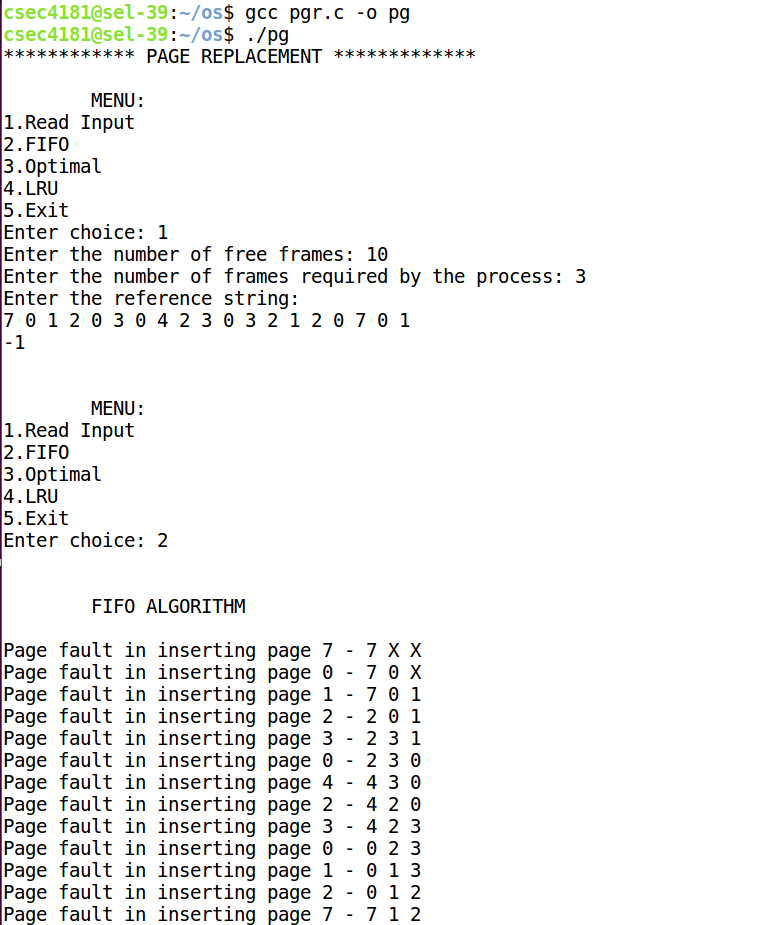 csec4181@sel-39:~/os$ gcc pgr.c -o pg
csec4181@sel-39:~/os$ ./pg
************ PAGE REPLACEMENT *************
MENU:
1.Read Input
2.FIFO
3.Optimal
4.LRU
5.Exit
Enter choice: 1
Enter the number of free frames: 10
Enter the number of frames required by the process: 3
Enter the reference string:
7 0 1 2 0 3 0 4 2 3 0 3 2 1 2 0 7 0 1
-1
MENU:
1.Read Input
2.FIFO
3.Optimal
4.LRU
5.Exit
Enter choice: 2
FIFO ALGORITHM
Page fault in inserting page 7 - 7 X X
Page fault in inserting page 0 - 7 0 X
Page fault in inserting page 1 - 7 0 1
Page fault in inserting page 2 - 2 0 1
Page fault in inserting page 3 - 2 3 1
Page fault in inserting page 0 - 2 3 0
Page fault in inserting page 4 - 4 3 0
Page fault in inserting page 2 - 4 2 0
Page fault in inserting page 3 - 4 2 3
Page fault in inserting page 0 - 0 2 3
Page fault in inserting page 1 - 0 1 3
Page fault in inserting page 2 - 0 1 2
Page fault in inserting page 7 - 7 1 2